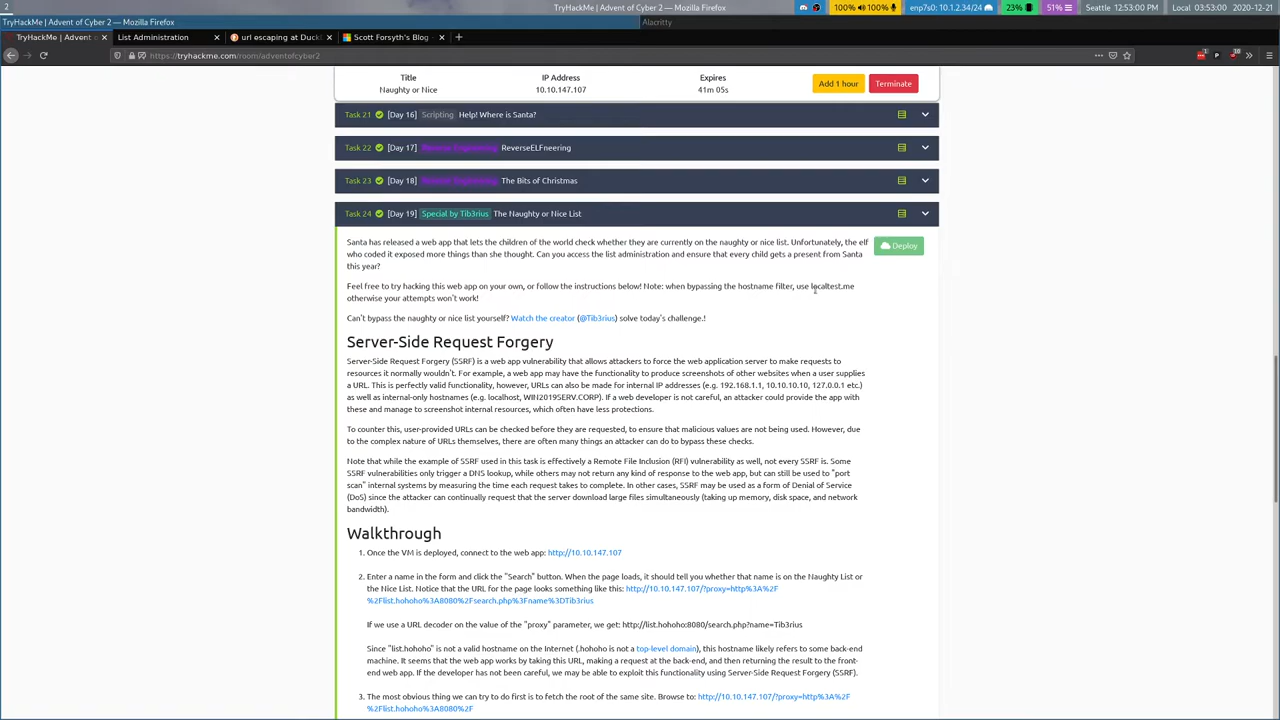 2
TryHackMe | Advent of Cyber 2 — Mozilla Firefox
100% 100%
enp7s0: 10.1.2.34/24
23%
51%
Seattle 12:53:00 PM
Local 03:53:00
2020-12-21
TryHackMe | Advent of Cyber 2 — Mozilla Firefox
Alacritty
TryHackMe | Advent o
List Administration
url escaping at DuckD
Scott Forsyth's Blog -
https://tryhackme.com/room/adventofcyber2
Title
IP Address
Expires
Naughty or Nice
10.10.147.107
41m 05s
Add 1 hour
Terminate
Task 21 [Day 16] Scripting Help! Where is Santa?
Task 22 [Day 17] Reverse Engineering ReverseELFneering
Task 23 [Day 18] Reverse Engineering The Bits of Christmas
Task 24 [Day 19] Special by Tib3rius The Naughty or Nice List
Santa has released a web app that lets the children of the world check whether they are currently on the naughty or nice list. Unfortunately, the elf
who coded it exposed more things than she thought. Can you access the list administration and ensure that every child gets a present from Santa
this year?
Deploy
Feel free to try hacking this web app on your own, or follow the instructions below! Note: when bypassing the hostname filter, use localtest.me
otherwise your attempts won't work!
Can't bypass the naughty or nice list yourself? Watch the creator (@Tib3rius) solve today's challenge.!
Server-Side Request Forgery
Server-Side Request Forgery (SSRF) is a web app vulnerability that allows attackers to force the web application server to make requests to
resources it normally wouldn't. For example, a web app may have the functionality to produce screenshots of other websites when a user supplies
a URL. This is perfectly valid functionality, however, URLs can also be made for internal IP addresses (e.g. 192.168.1.1, 10.10.10.10, 127.0.0.1 etc.)
as well as internal-only hostnames (e.g. localhost, WIN2019SERV.CORP). If a web developer is not careful, an attacker could provide the app with
these and manage to screenshot internal resources, which often have less protections.
To counter this, user-provided URLs can be checked before they are requested, to ensure that malicious values are not being used. However, due
to the complex nature of URLs themselves, there are often many things an attacker can do to bypass these checks.
Note that while the example of SSRF used in this task is effectively a Remote File Inclusion (RFI) vulnerability as well, not every SSRF is. Some
SSRF vulnerabilities only trigger a DNS lookup, while others may not return any kind of response to the web app, but can still be used to "port
scan" internal systems by measuring the time each request takes to complete. In other cases, SSRF may be used as a form of Denial of Service
(DoS) since the attacker can continually request that the server download large files simultaneously (taking up memory, disk space, and network
bandwidth).
Walkthrough
1. Once the VM is deployed, connect to the web app: http://10.10.147.107
2. Enter a name in the form and click the "Search" button. When the page loads, it should tell you whether that name is on the Naughty List or
the Nice List. Notice that the URL for the page looks something like this: http://10.10.147.107/?proxy=http%3A%2F
%2Flist.hohoho%3A8080%2Fsearch.php%3Fname%3DTib3rius
If we use a URL decoder on the value of the "proxy" parameter, we get: http://list.hohoho:8080/search.php?name=Tib3rius
Since "list.hohoho" is not a valid hostname on the Internet (.hohoho is not a top-level domain), this hostname likely refers to some back-end
machine. It seems that the web app works by taking this URL, making a request at the back-end, and then returning the result to the front-
end web app. If the developer has not been careful, we may be able to exploit this functionality using Server-Side Request Forgery (SSRF).
3. The most obvious thing we can try to do first is to fetch the root of the same site. Browse to: http://10.10.147.107/?proxy=http%3A%2F
%2Flist.hohoho%3A8080%2F